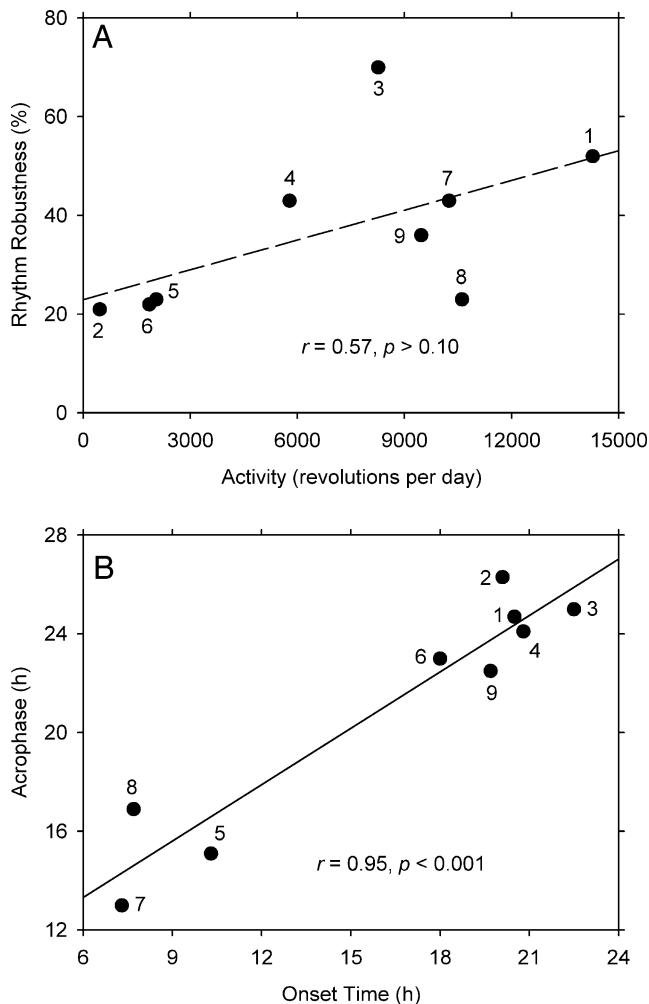 A
80
60
40
20
0
Rhythm Robustness (%)
3
1
4
7
9
8
5
2
6
r = 0.57, p > 0.10
0 3000 6000 9000 12000 15000
Activity (revolutions per day)
B
28
24
20
16
12
Acrophase (h)
2
1
3
6
4
9
8
5
7
r = 0.95, p < 0.001
6 9 12 15 18 21 24
Onset Time (h)